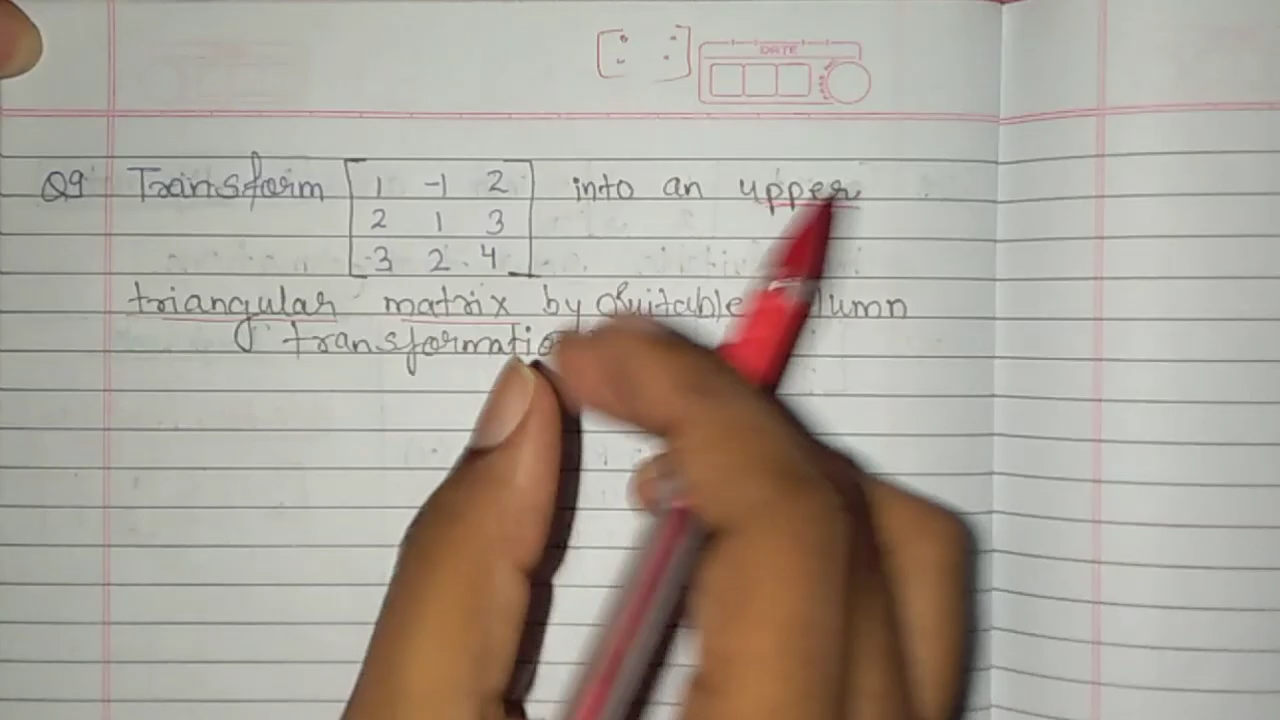 DATE
Q9 Transform [ 1 -1 2 ] into an upper
2 1 3
3 2 4
triangular matrix by Suitable
transformatio